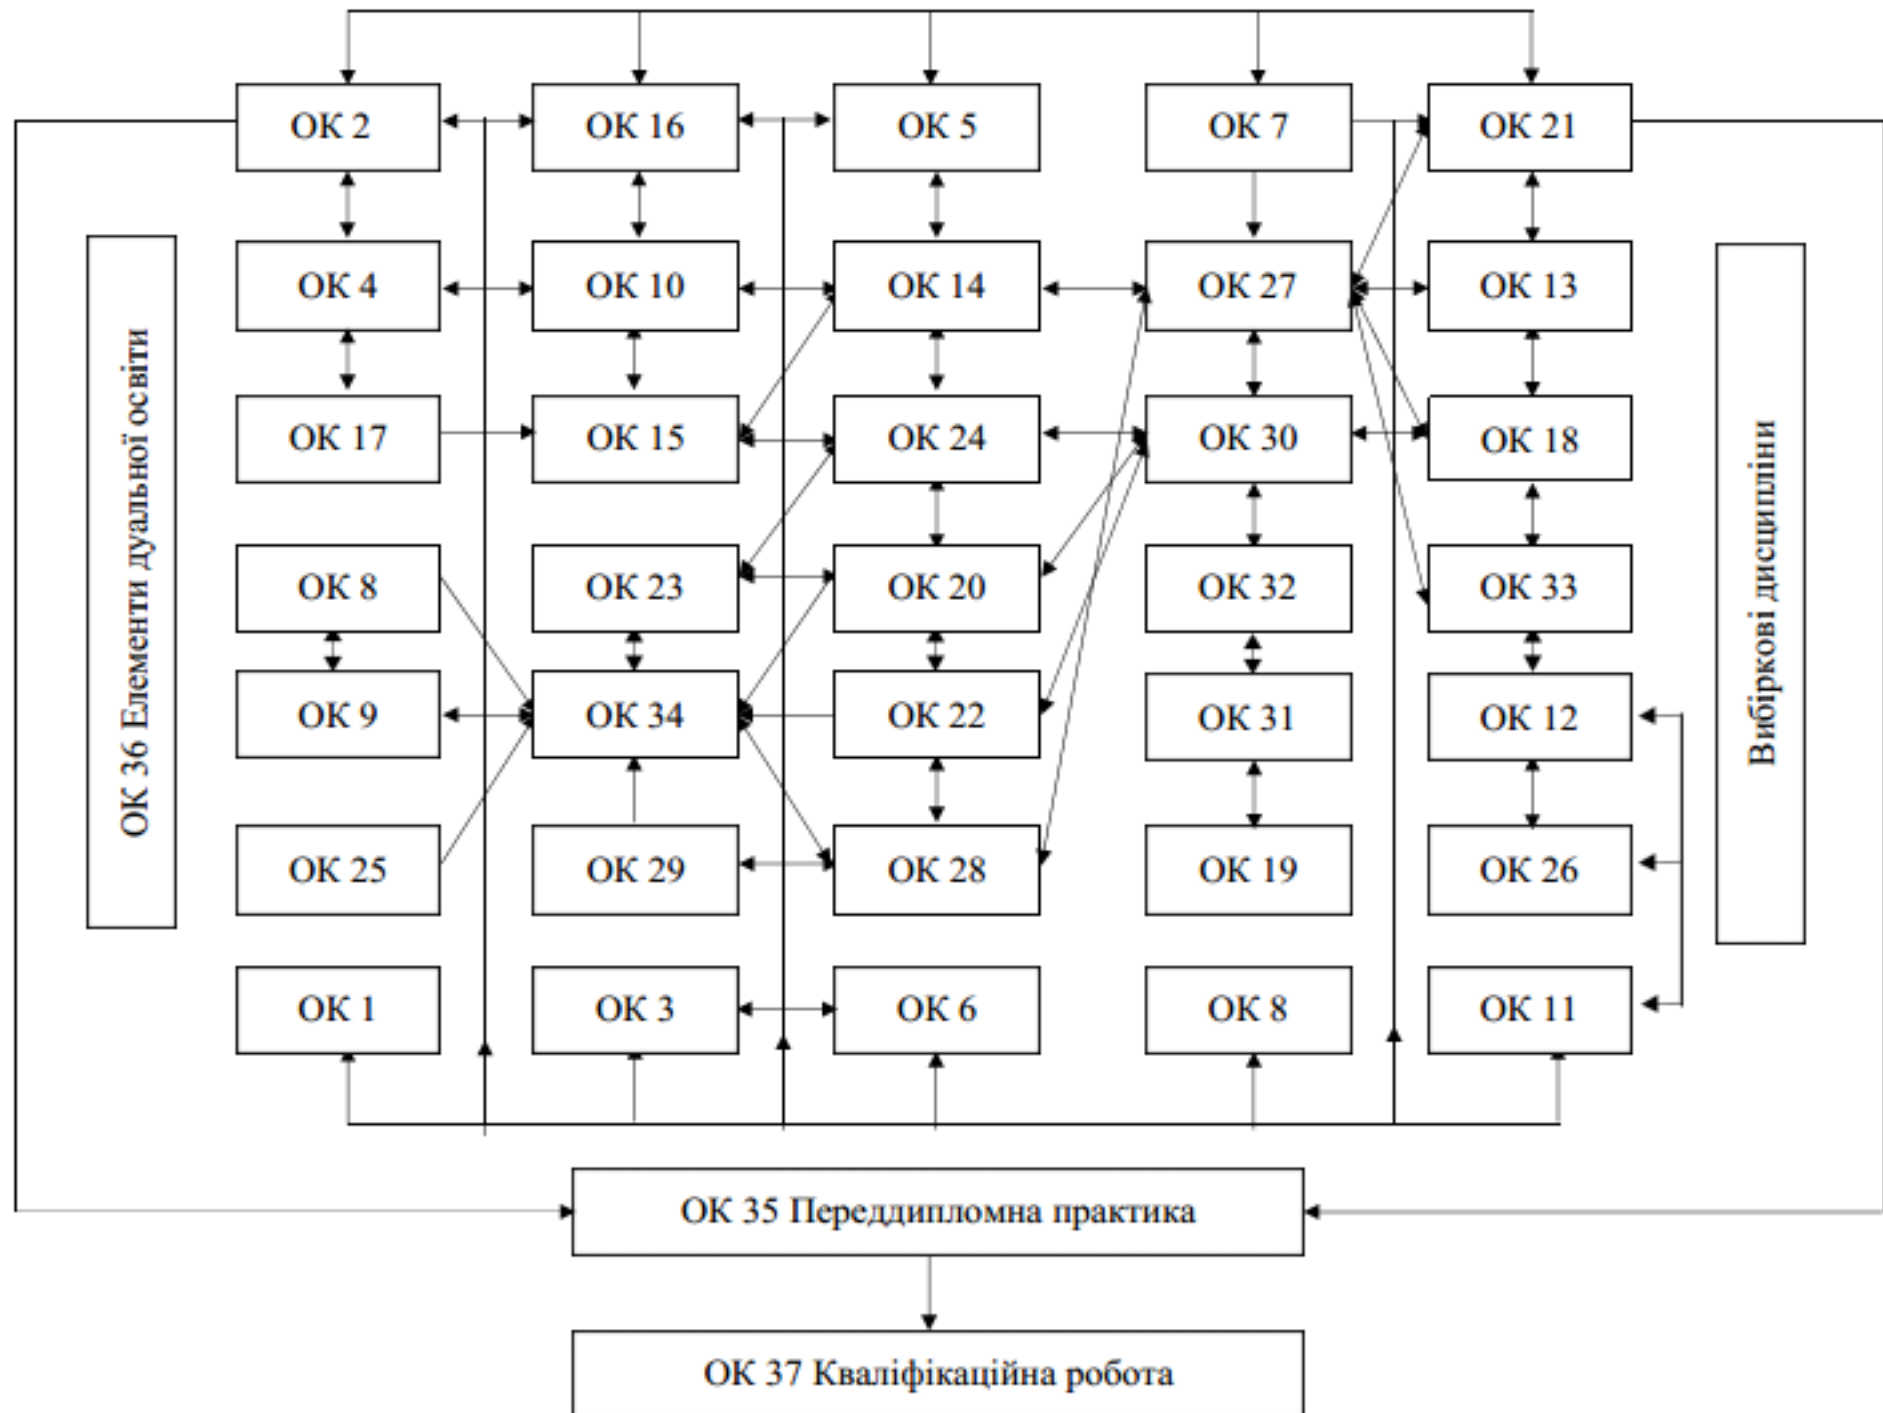 ОК 2
ОК 16
ОК 5
ОК 7
ОК 21
ОК 4
ОК 10
ОК 14
ОК 27
ОК 13
ОК 17
ОК 15
ОК 24
ОК 30
ОК 18
ОК 8
ОК 23
ОК 20
ОК 32
ОК 33
ОК 9
ОК 34
ОК 22
ОК 31
ОК 12
ОК 25
ОК 29
ОК 28
ОК 19
ОК 26
ОК 1
ОК 3
ОК 6
ОК 8
ОК 11
ОК 36 Елементи дуальної освіти
Вибіркові дисципліни
ОК 35 Переддипломна практика
ОК 37 Кваліфікаційна робота